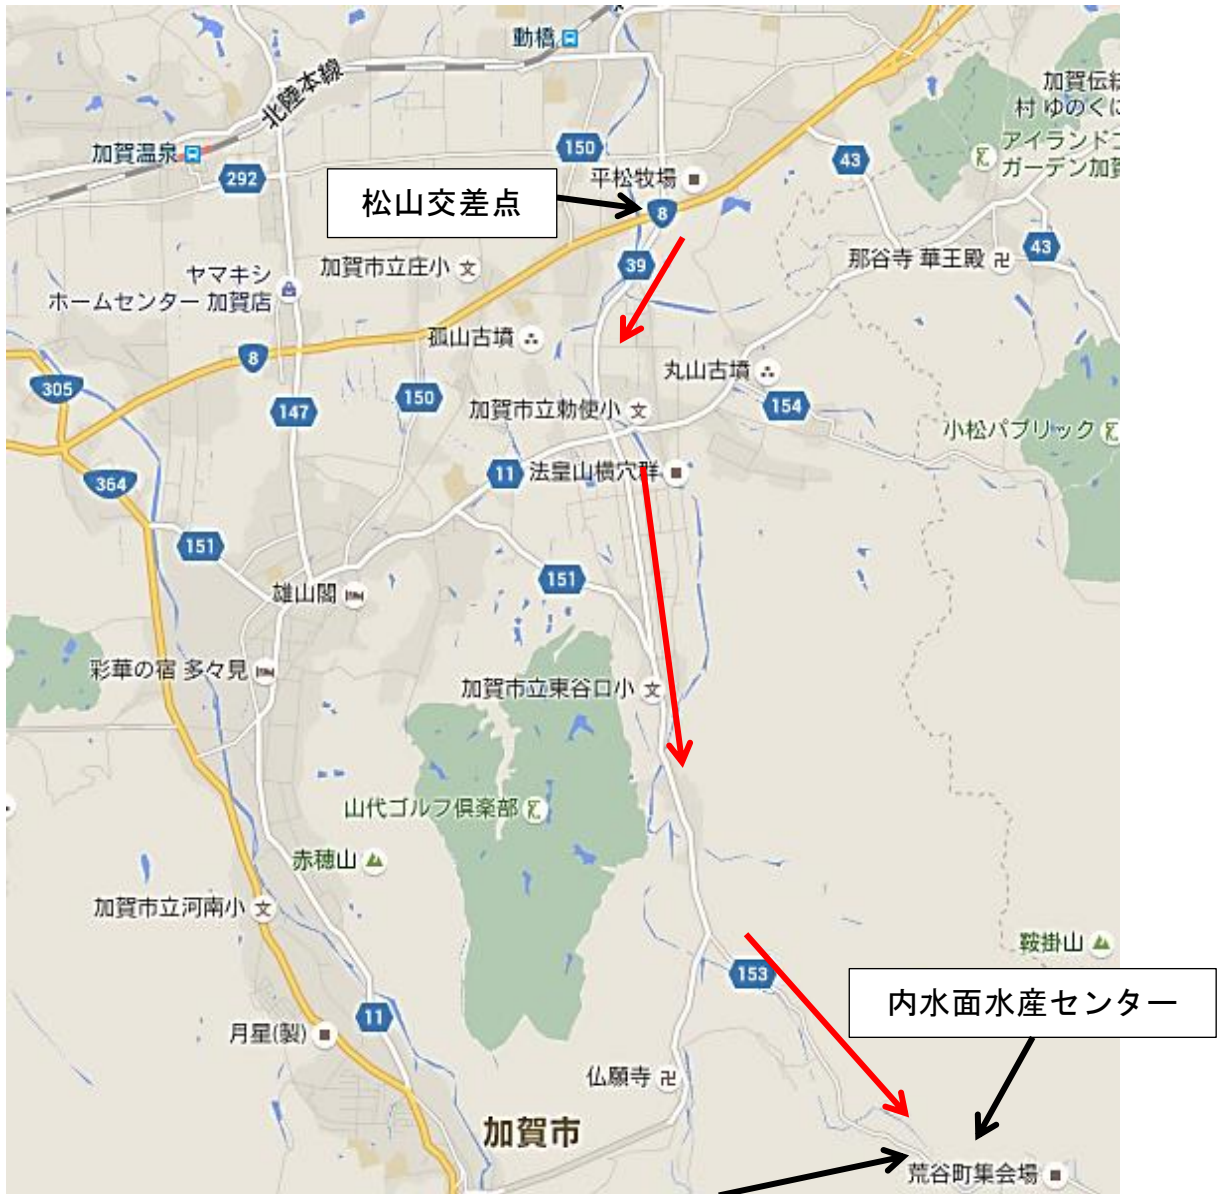 動橋
北陸本線
加賀伝統
村 ゆのくに
アイランドゴ
ガーデン加賀
加賀温泉
292
150
43
平松牧場
松山交差点
8
39
43
那谷寺 華王殿
加賀市立庄小 文
ヤマキシ
ホームセンター 加賀店
孤山古墳
8
丸山古墳
305
147
150
154
加賀市立勅使小 文
小松パブリック
364
11
法皇山横穴群
151
151
雄山閣
彩華の宿 多々見
加賀市立東谷口小 文
山代ゴルフ倶楽部
赤穂山
加賀市立河南小 文
鞍掛山
153
内水面水産センター
11
月星(製)
仏願寺
加賀市
荒谷町集会場